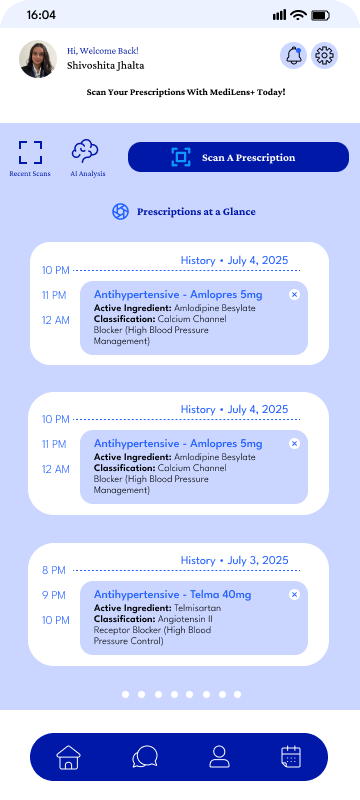 16:04
Hi, Welcome Back!
Shivoshita Jhalta
Scan Your Prescriptions With MediLens+ Today!
Recent Scans
AI Analysis
Scan A Prescription
Prescriptions at a Glance
History • July 4, 2025
10 PM
11 PM
12 AM
Antihypertensive - Amlopres 5mg
Active Ingredient: Amlodipine Besylate
Classification: Calcium Channel
Blocker (High Blood Pressure
Management)
History • July 4, 2025
10 PM
11 PM
12 AM
Antihypertensive - Amlopres 5mg
Active Ingredient: Amlodipine Besylate
Classification: Calcium Channel
Blocker (High Blood Pressure
Management)
History • July 3, 2025
8 PM
9 PM
10 PM
Antihypertensive - Telma 40mg
Active Ingredient: Telmisartan
Classification: Angiotensin II
Receptor Blocker (High Blood
Pressure Control)